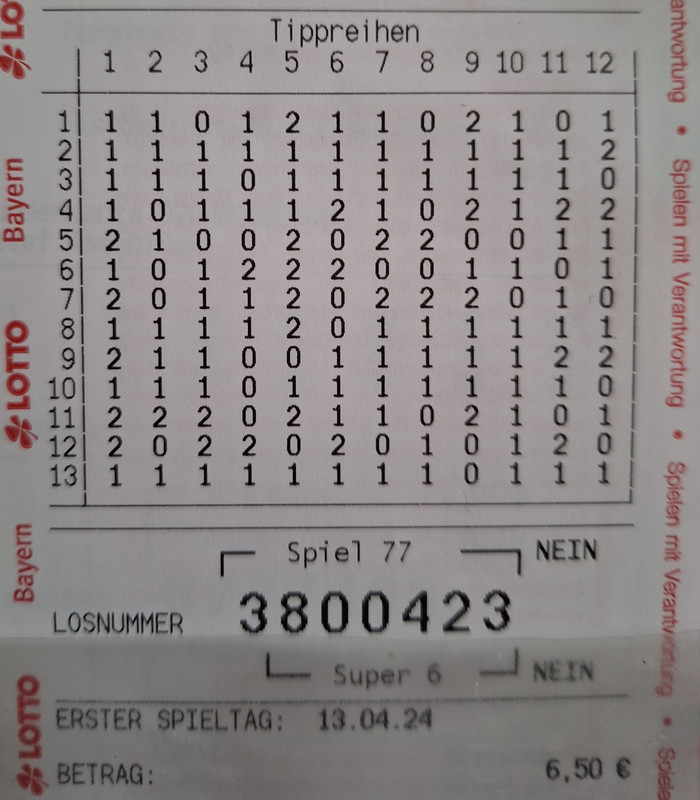 Tippreihen
1 2 3 4 5 6 7 8 9 10 11 12
1 1 1 0 1 2 1 1 0 2 1 0 1
2 1 1 1 1 1 1 1 1 1 1 1 2
3 1 1 1 0 1 1 1 1 1 1 1 0
4 1 0 1 1 1 2 1 0 2 1 2 2
5 2 1 0 0 2 0 2 2 0 0 1 1
6 1 0 1 2 2 2 0 0 1 1 0 1
7 2 0 1 1 2 0 2 2 2 0 1 0
8 1 1 1 1 2 0 1 1 1 1 1 1
9 2 1 1 0 0 1 1 1 1 1 2 2
10 1 1 1 0 1 1 1 1 1 1 1 0
11 2 2 2 0 2 1 1 0 2 1 0 1
12 2 0 2 2 0 2 0 1 0 1 2 0
13 1 1 1 1 1 1 1 1 0 1 1 1
Spiel 77 NEIN
LOSNUMMER 3800423
Super 6 NEIN
ERSTER SPIELTAG: 13.04.24
BETRAG: 6,50 €
LOTTO Bayern LOTTO Bayern LO
antwortung • Spielen mit Verantwortung • Spielen mit Verantwortung • Spiele